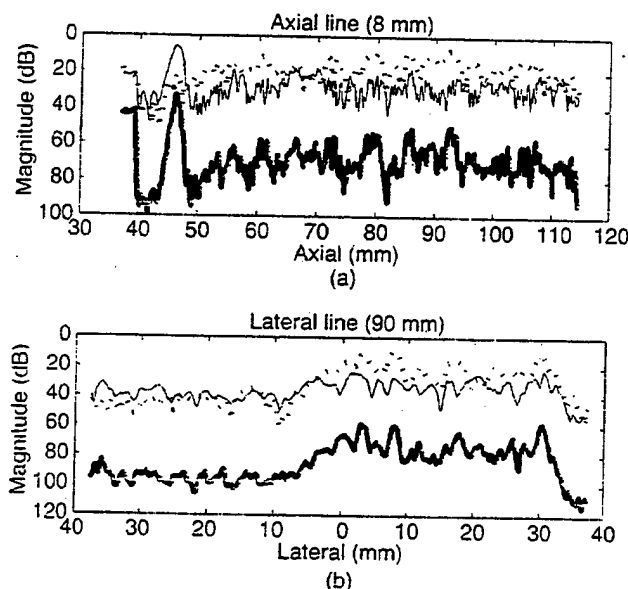 Axial line (8 mm)
Magnitude (dB)
0
20
40
60
80
100
30 40 50 60 70 80 90 100 110 120
Axial (mm)
(a)
Lateral line (90 mm)
Magnitude (dB)
0
20
40
60
80
100
120
40 30 20 10 0 10 20 30 40
Lateral (mm)
(b)